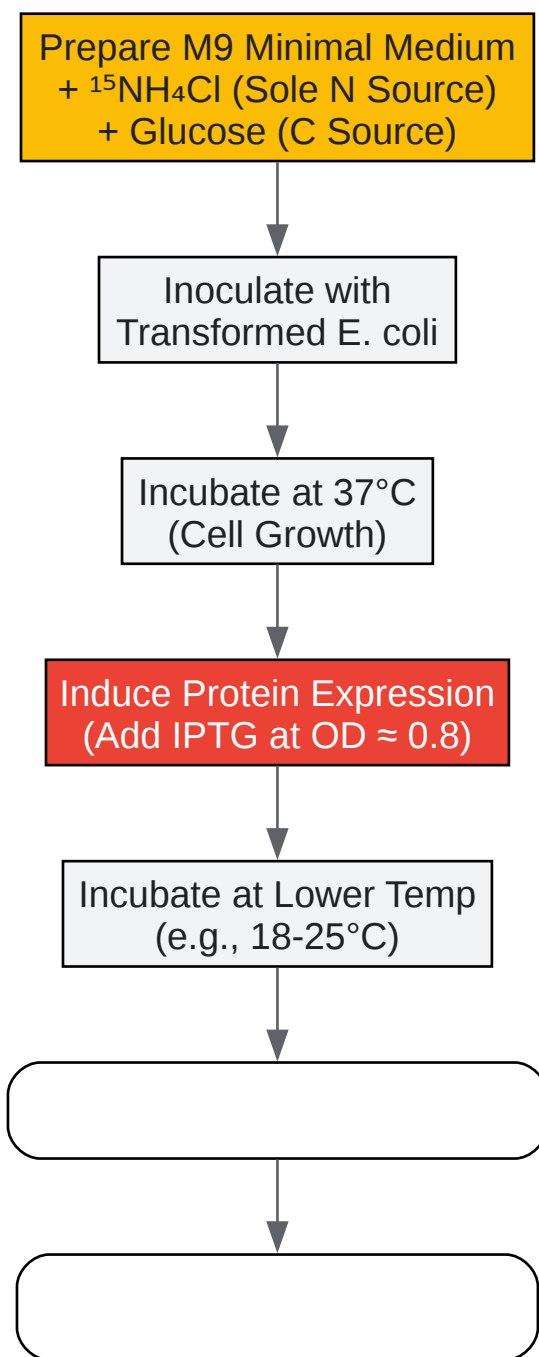 Prepare M9 Minimal Medium
+ ¹⁵NH₄Cl (Sole N Source)
+ Glucose (C Source)
Inoculate with
Transformed E. coli
Incubate at 37°C
(Cell Growth)
Induce Protein Expression
(Add IPTG at OD ≈ 0.8)
Incubate at Lower Temp
(e.g., 18-25°C)